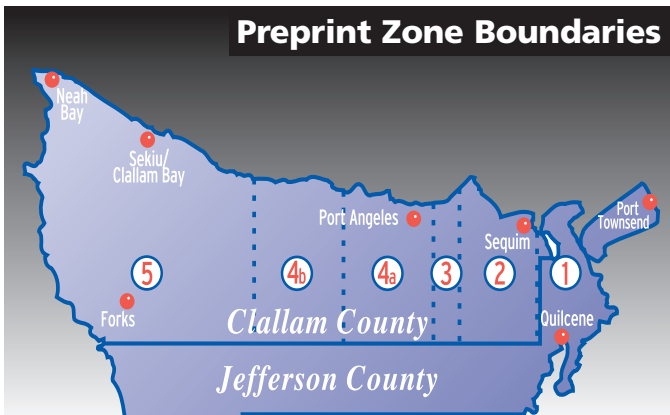 Preprint Zone Boundaries
Neah
Bay
Sekiu/
Clallam Bay
Port Angeles
Sequim
Port
Townsend
5
4b
4a
3
2
1
Forks
Clallam County
Quilcene
Jefferson County